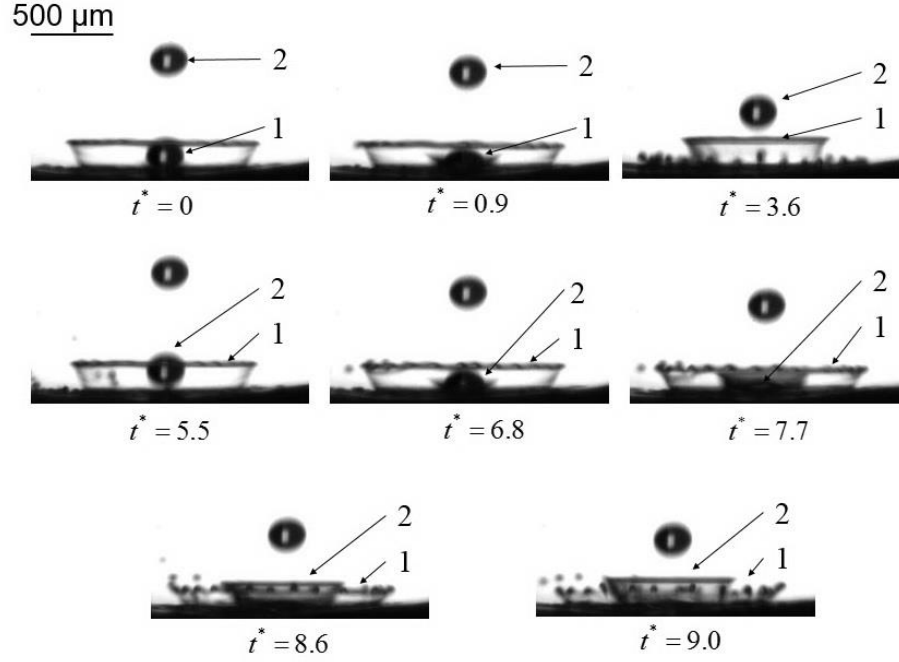 500 μm
2
1
t* = 0
2
1
t* = 0.9
2
1
t* = 3.6
2
1
t* = 5.5
2
1
t* = 6.8
2
1
t* = 7.7
2
1
t* = 8.6
2
1
t* = 9.0